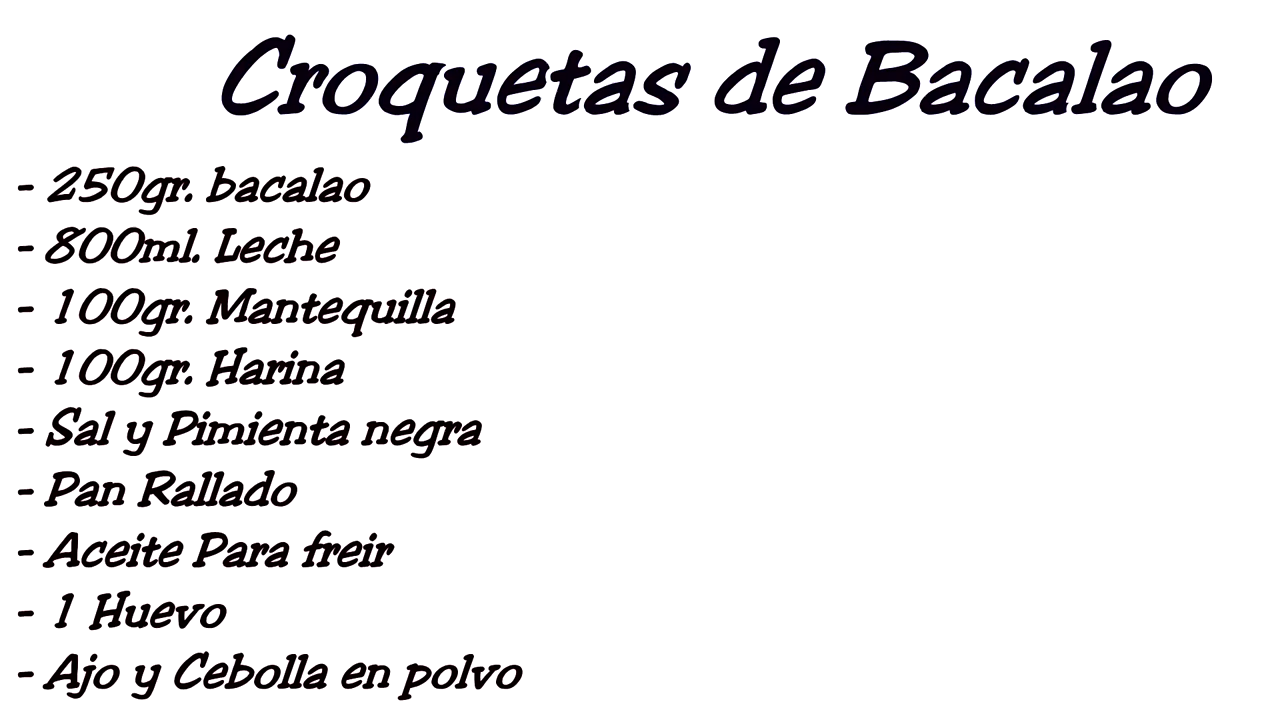 Croquetas de Bacalao
- 250gr. bacalao
- 800ml. Leche
- 100gr. Mantequilla
- 100gr. Harina
- Sal y Pimienta negra
- Pan Rallado
- Aceite Para freir
- 1 Huevo
- Ajo y Cebolla en polvo